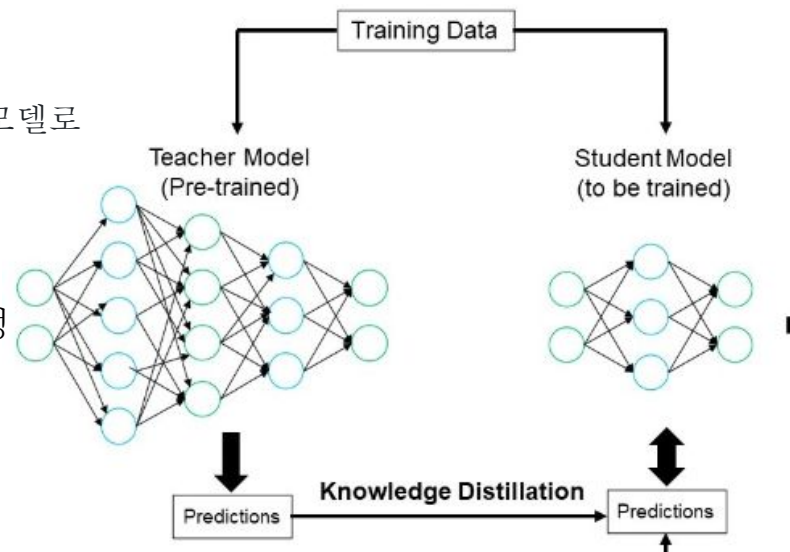 Training Data
모델로
Teacher Model
(Pre-trained)
Student Model
(to be trained)
Knowledge Distillation
Predictions
Predictions